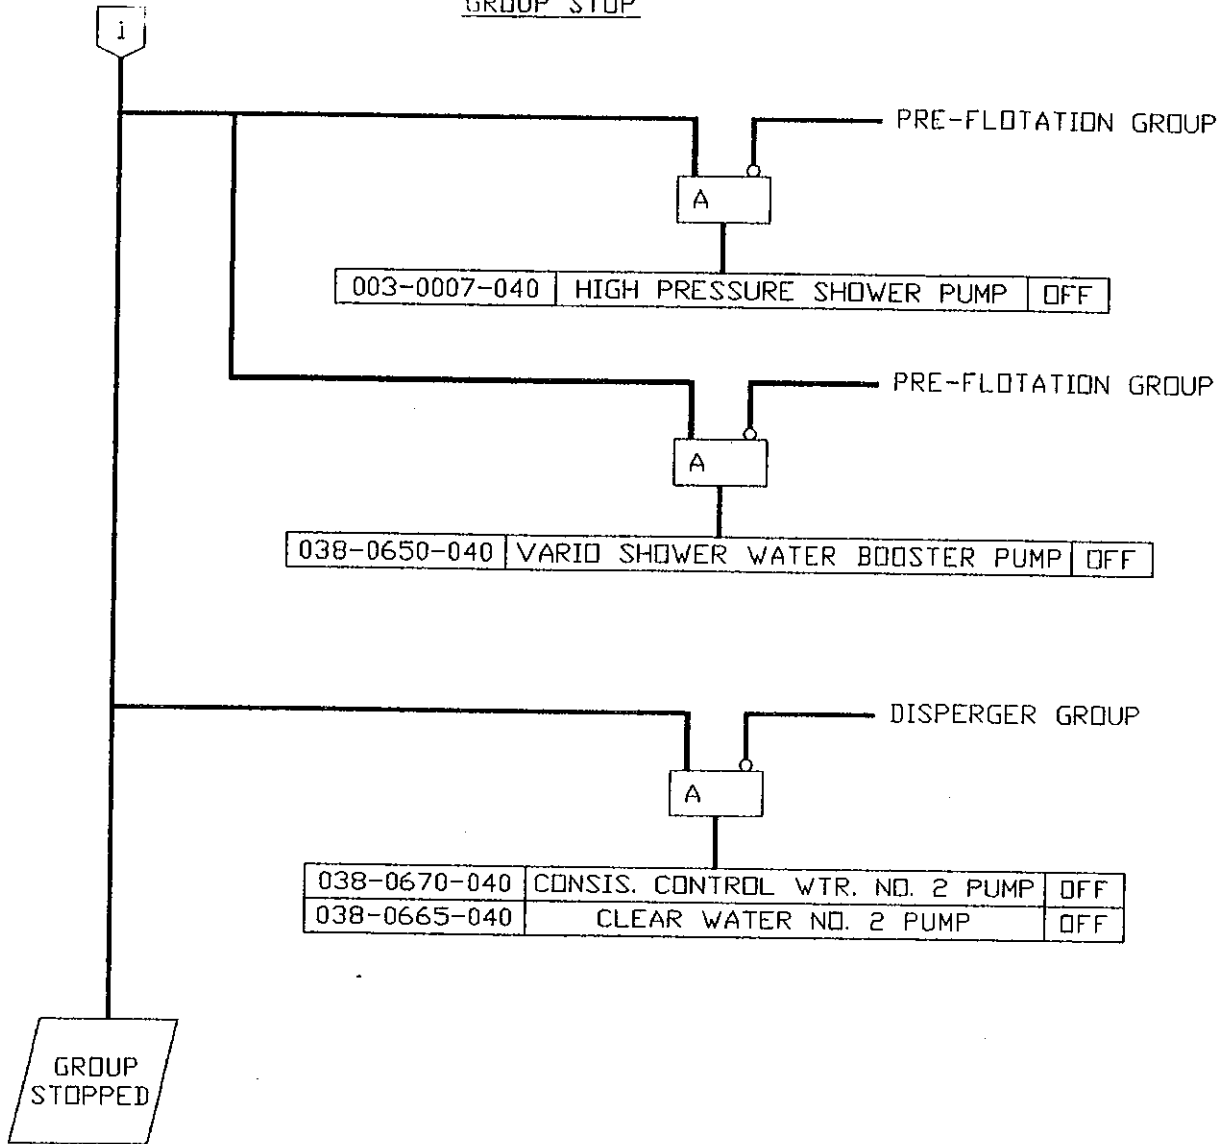 GROUP STOP
i
PRE-FLOTATION GROUP
A
003-0007-040 HIGH PRESSURE SHOWER PUMP OFF
PRE-FLOTATION GROUP
A
038-0650-040 VARIO SHOWER WATER BOOSTER PUMP OFF
DISPERGER GROUP
A
038-0670-040 CONSIS. CONTROL WTR. NO. 2 PUMP OFF
038-0665-040 CLEAR WATER NO. 2 PUMP OFF
GROUP
STOPPED